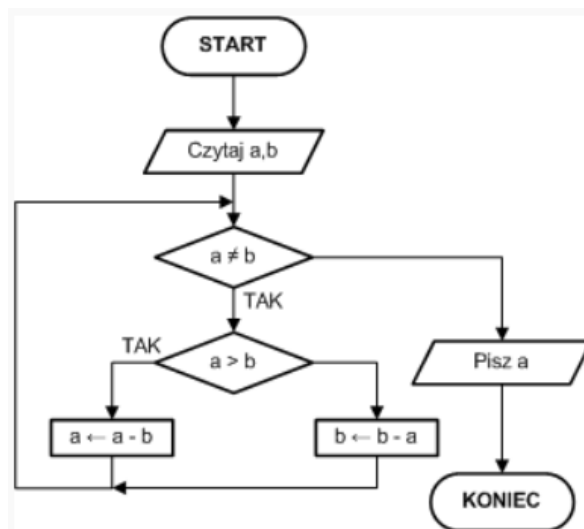 START
Czytaj a,b
a ≠ b
TAK
TAK
a > b
Pisz a
a ← a - b
b ← b - a
KONIEC